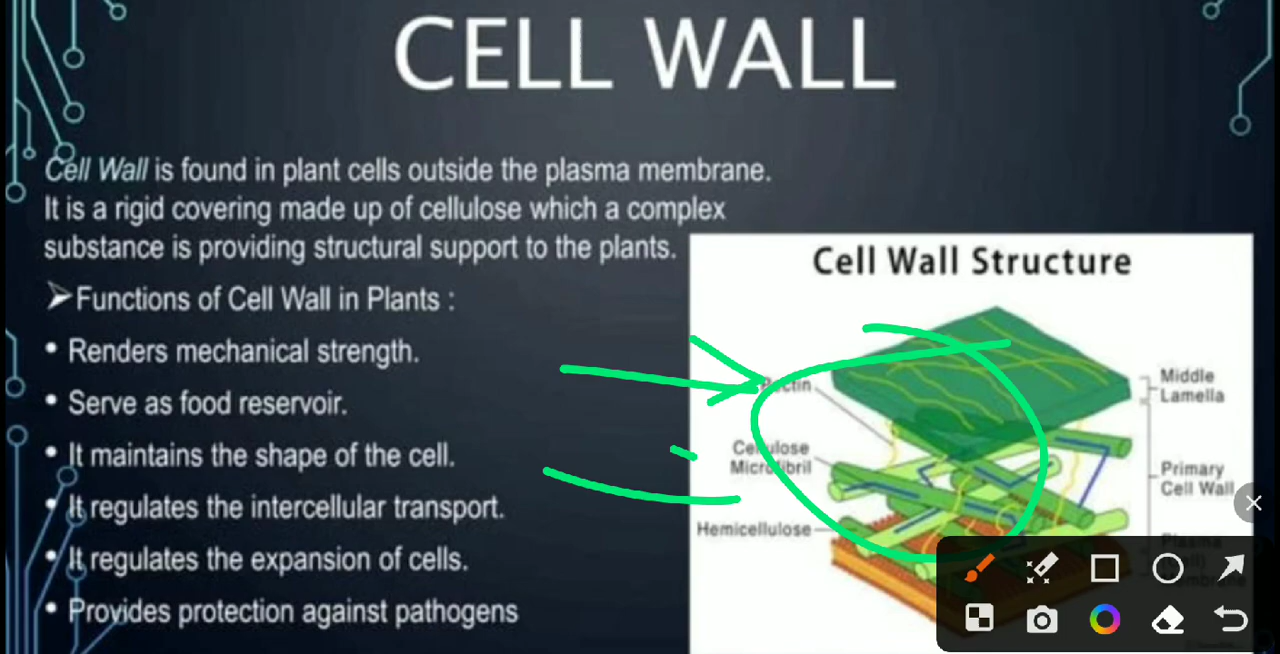 CELL WALL
Cell Wall is found in plant cells outside the plasma membrane.
It is a rigid covering made up of cellulose which a complex
substance is providing structural support to the plants.
Functions of Cell Wall in Plants :
• Renders mechanical strength.
• Serve as food reservoir.
• It maintains the shape of the cell.
• It regulates the intercellular transport.
• It regulates the expansion of cells.
• Provides protection against pathogens
Cell Wall Structure
Pectin
Cellulose
Microfibril
Hemicellulose
Middle
Lamella
Primary
Cell Wall